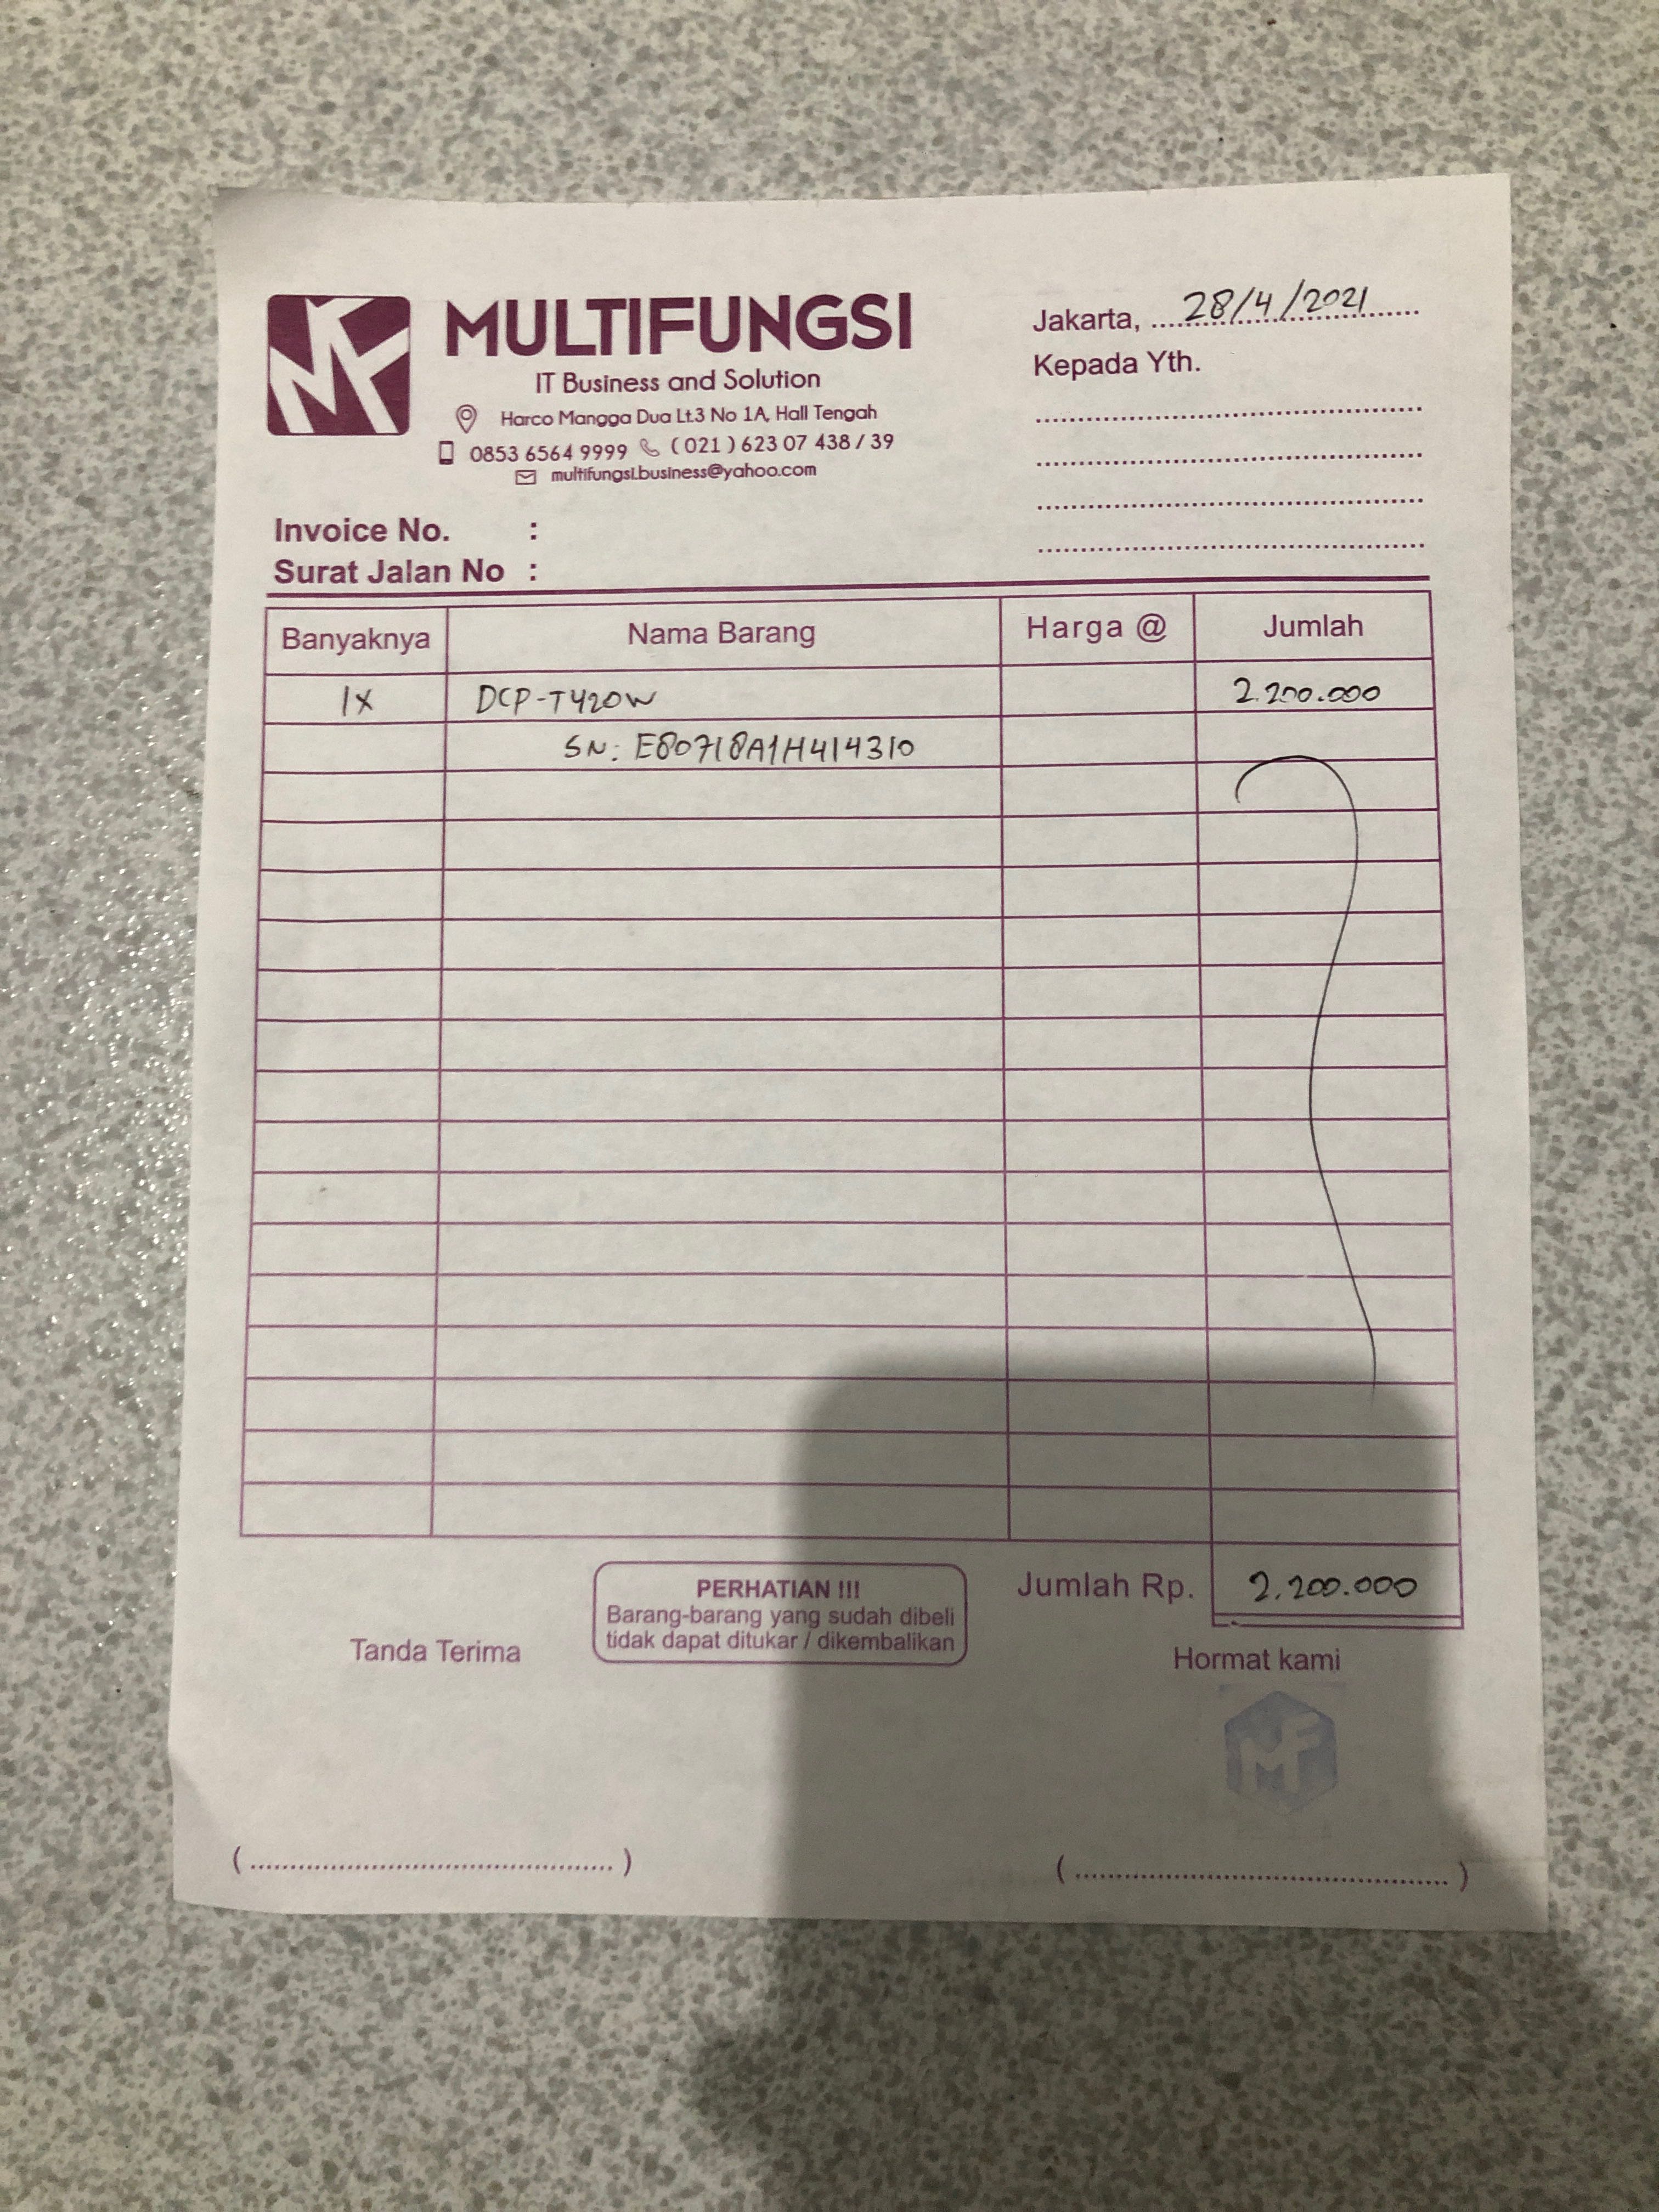 MF
MULTIFUNGSI
IT Business and Solution
Harco Mangga Dua Lt.3 No 1A, Hall Tengah
0853 6564 9999 ( 021 ) 623 07 438 / 39
multifungsi.business@yahoo.com
Jakarta, 28/4/2021
Kepada Yth.
Invoice No. :
Surat Jalan No :
Banyaknya Nama Barang Harga @ Jumlah
1X DCP-T420W 2.200.000
SN: E80718A1H414310
Jumlah Rp. 2.200.000
PERHATIAN !!!
Barang-barang yang sudah dibeli
tidak dapat ditukar / dikembalikan
Tanda Terima
Hormat kami
MF
(........................................)
(........................................)